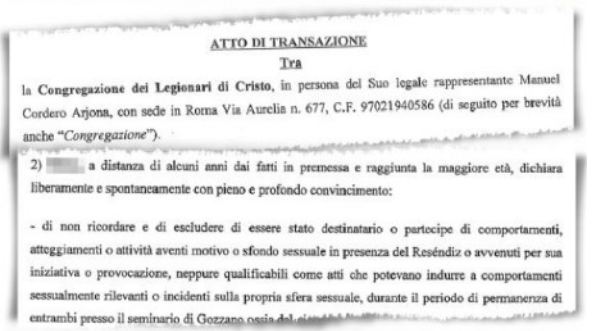 ATTO DI TRANSAZIONE
Tra
la Congregazione dei Legionari di Cristo, in persona del Suo legale rappresentante Manuel
Cordero Arjona, con sede in Roma Via Aurelia n. 677, C.F. 97021940586 (di seguito per brevità
anche “Congregazione”).
2) a distanza di alcuni anni dai fatti in premessa e raggiunta la maggiore età, dichiara
liberamente e spontaneamente con pieno e profondo convincimento:
- di non ricordare e di escludere di essere stato destinatario o partecipe di comportamenti,
atteggiamenti o attività aventi motivo o sfondo sessuale in presenza del Reséndiz o avvenuti per sua
iniziativa o provocazione, neppure qualificabili come atti che potevano indurre a comportamenti
sessualmente rilevanti o incidenti sulla propria sfera sessuale, durante il periodo di permanenza di
entrambi presso il seminario di Gozzano ossia dal